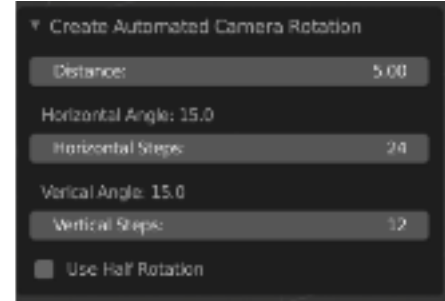 Create Automated Camera Rotation
Distance: 5.00
Horizontal Angle: 15.0
Horizontal Steps: 24
Verical Angle: 15.0
Vertical Steps: 12
Use Half Rotation